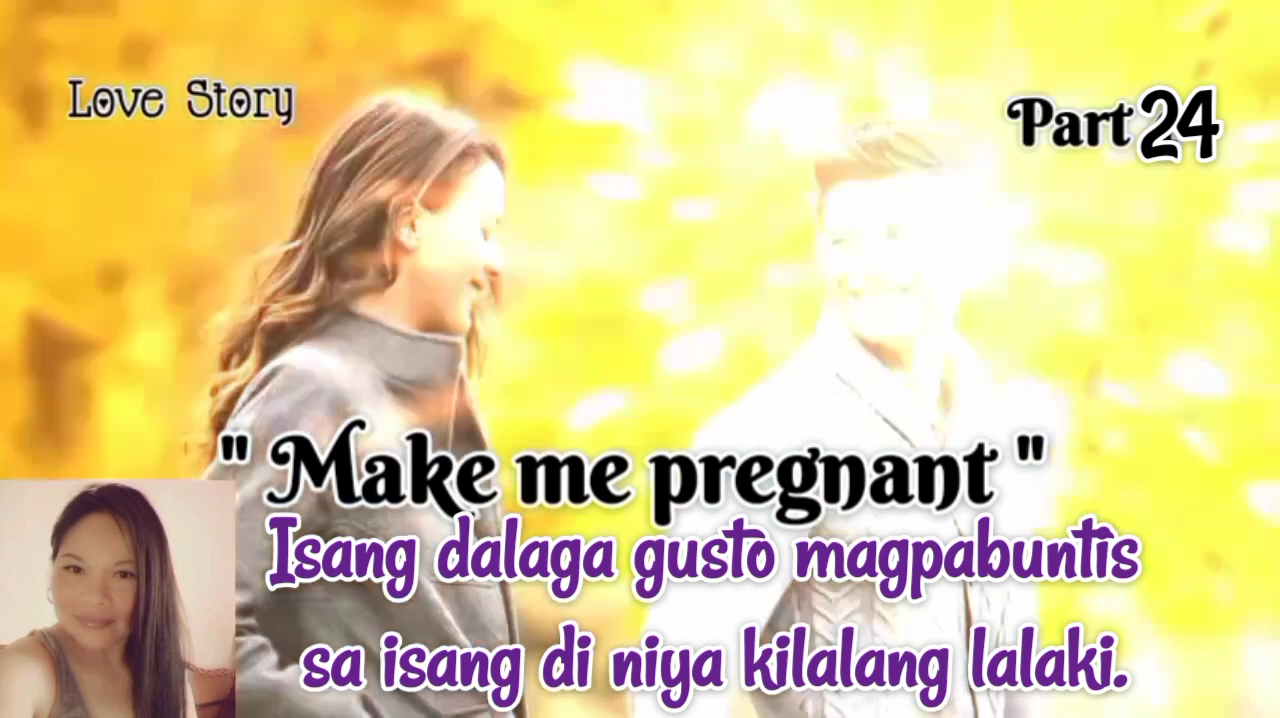 Love Story
Part 24
" Make me pregnant "
Isang dalaga gusto magpabuntis
sa isang di niya kilalang lalaki.